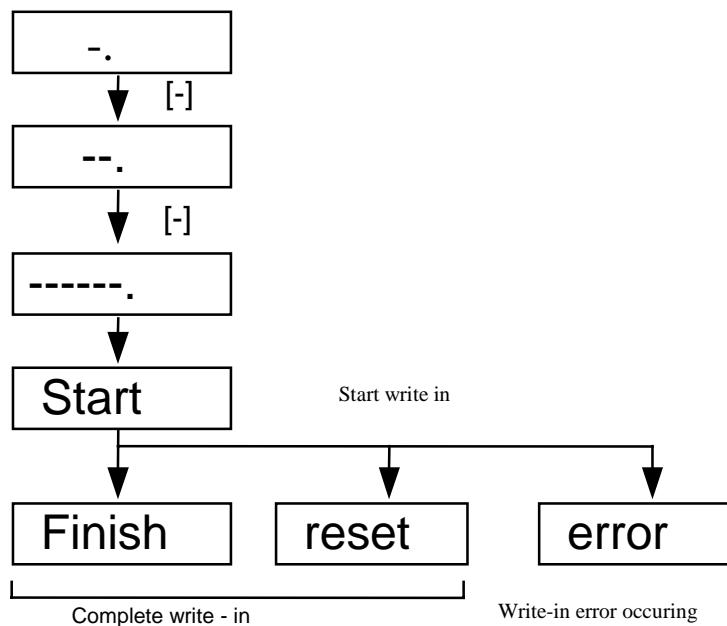 -.
[-]
--.
[-]
------.
Start
Start write in
Finish
reset
error
Complete write - in
Write-in error occuring